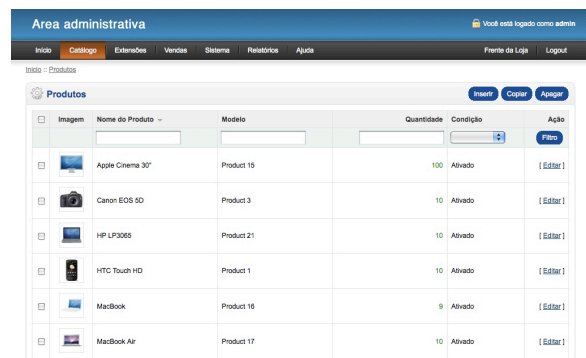 Area administrativa
Você está logado como admin
Início Catálogo Extensões Vendas Sistema Relatórios Ajuda Frente da Loja Logout
Início :: Produtos
Produtos Inserir Copiar Apagar
Imagem Nome do Produto Modelo Quantidade Condição Ação
Filtro
Apple Cinema 30" Product 15 100 Ativado [ Editar ]
Canon EOS 5D Product 3 10 Ativado [ Editar ]
HP LP3065 Product 21 10 Ativado [ Editar ]
HTC Touch HD Product 1 10 Ativado [ Editar ]
MacBook Product 16 9 Ativado [ Editar ]
MacBook Air Product 17 10 Ativado [ Editar ]